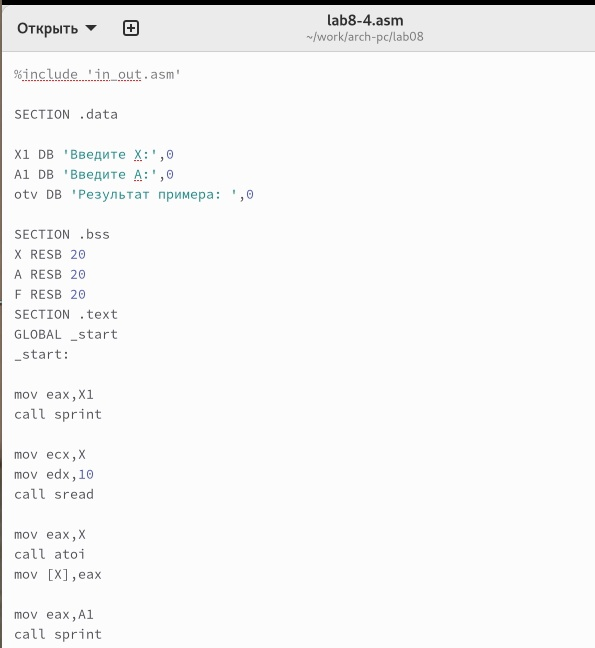 Открыть
lab8-4.asm
~/work/arch-pc/lab08
%include 'in_out.asm'
SECTION .data
X1 DB 'Введите X:',0
A1 DB 'Введите A:',0
otv DB 'Результат примера: ',0
SECTION .bss
X RESB 20
A RESB 20
F RESB 20
SECTION .text
GLOBAL _start
_start:
mov eax,X1
call sprint
mov ecx,X
mov edx,10
call sread
mov eax,X
call atoi
mov [X],eax
mov eax,A1
call sprint